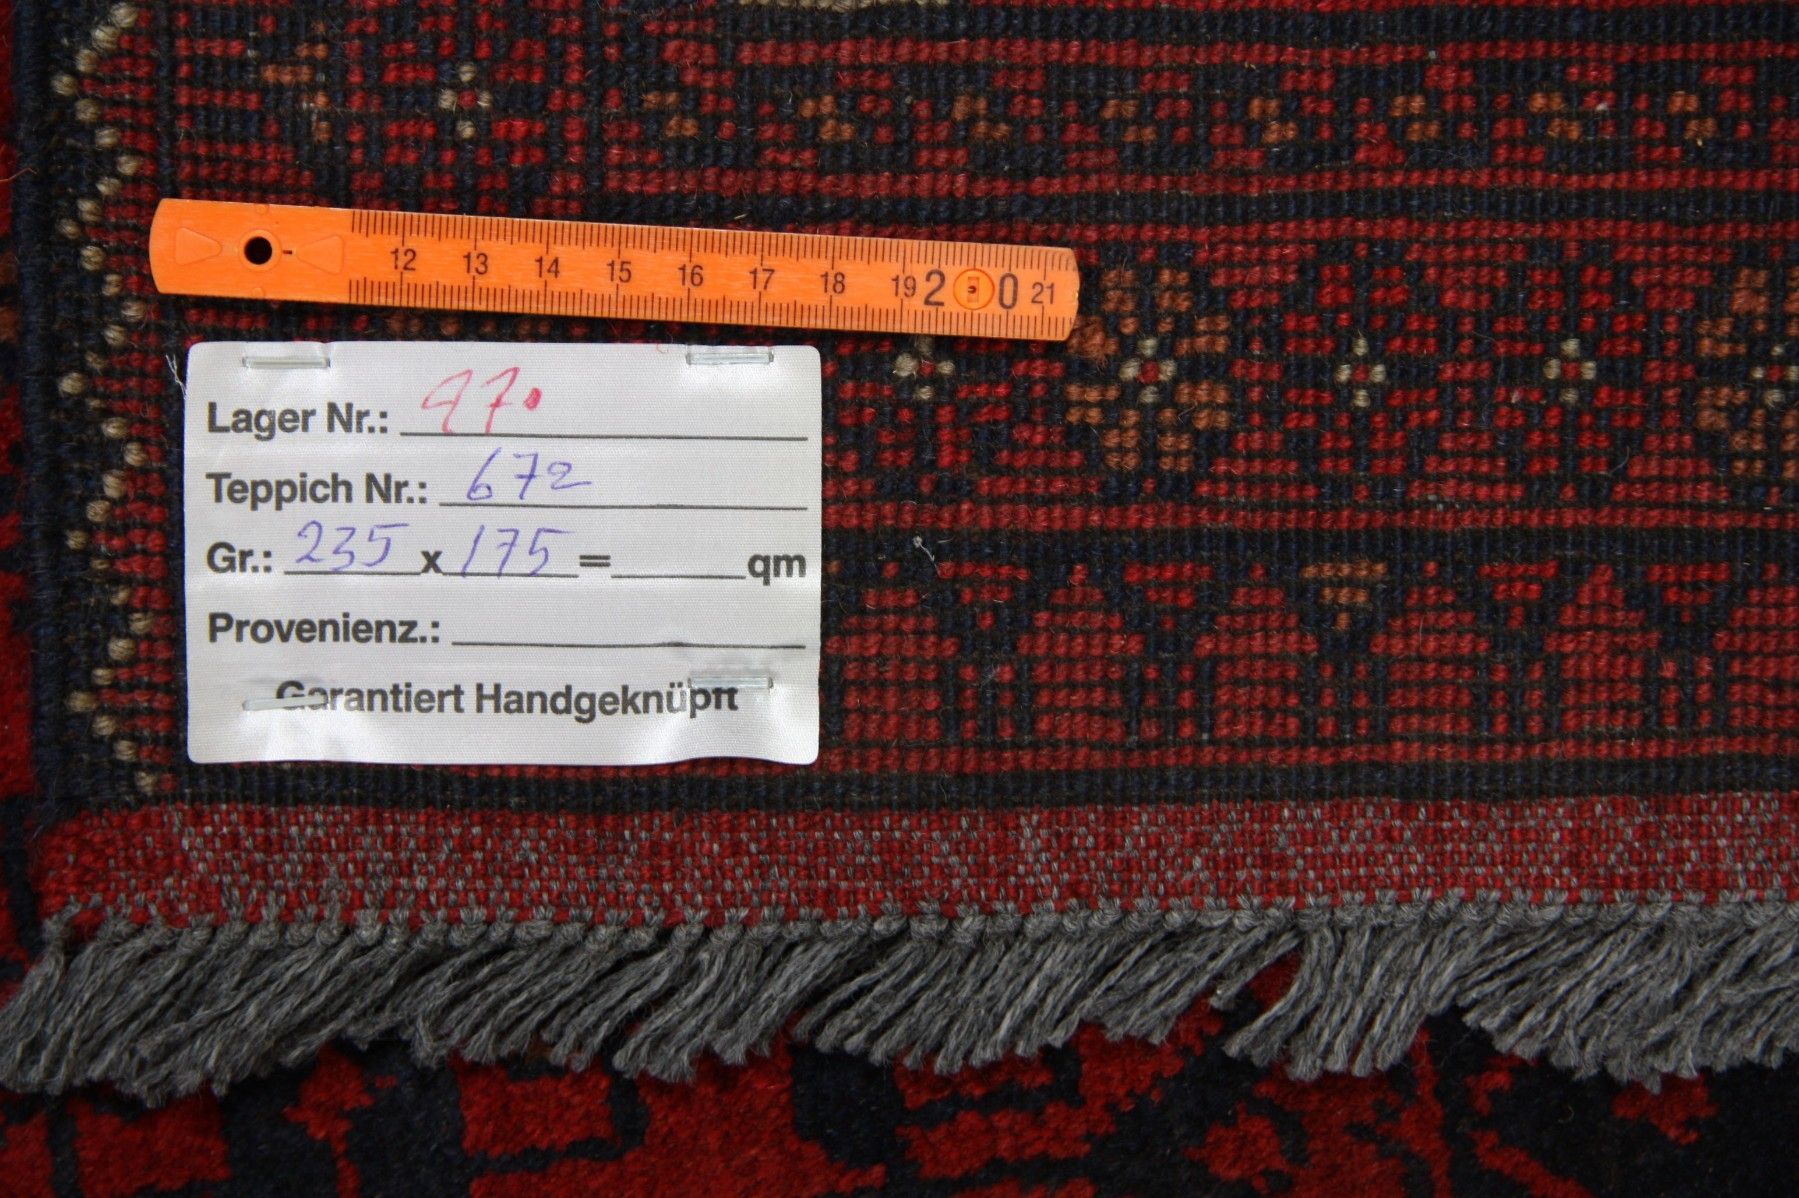 12 13 14 15 16 17 18 19 20 21
Lager Nr.: 970
Teppich Nr.: 672
Gr.: 235 x 175 = qm
Provenienz.:
Garantiert Handgeknüpft